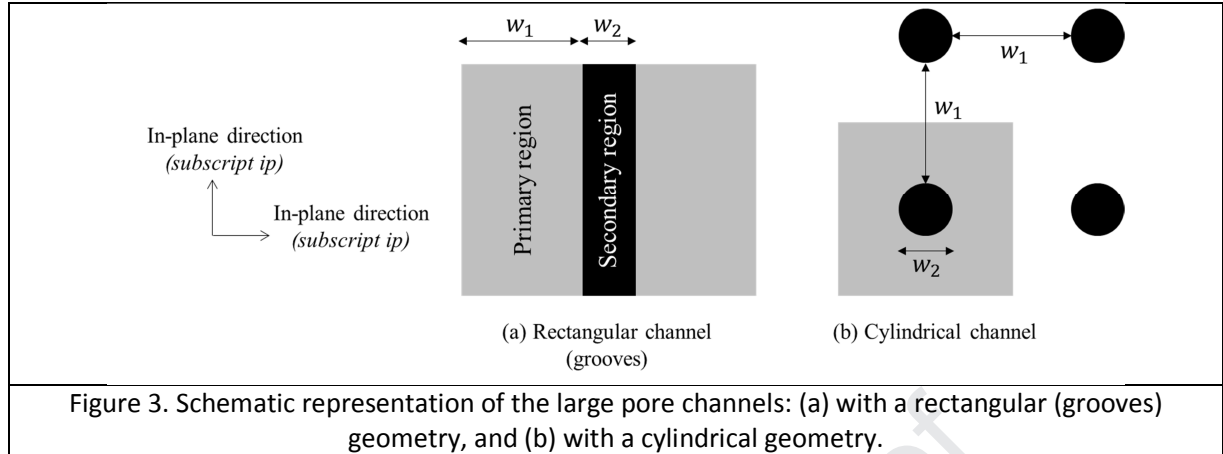 w₁
w₂
w₁
w₁
In-plane direction
(subscript ip)
In-plane direction
(subscript ip)
Primary region
Secondary region
w₂
(a) Rectangular channel
(grooves)
(b) Cylindrical channel
Figure 3. Schematic representation of the large pore channels: (a) with a rectangular (grooves)
geometry, and (b) with a cylindrical geometry.